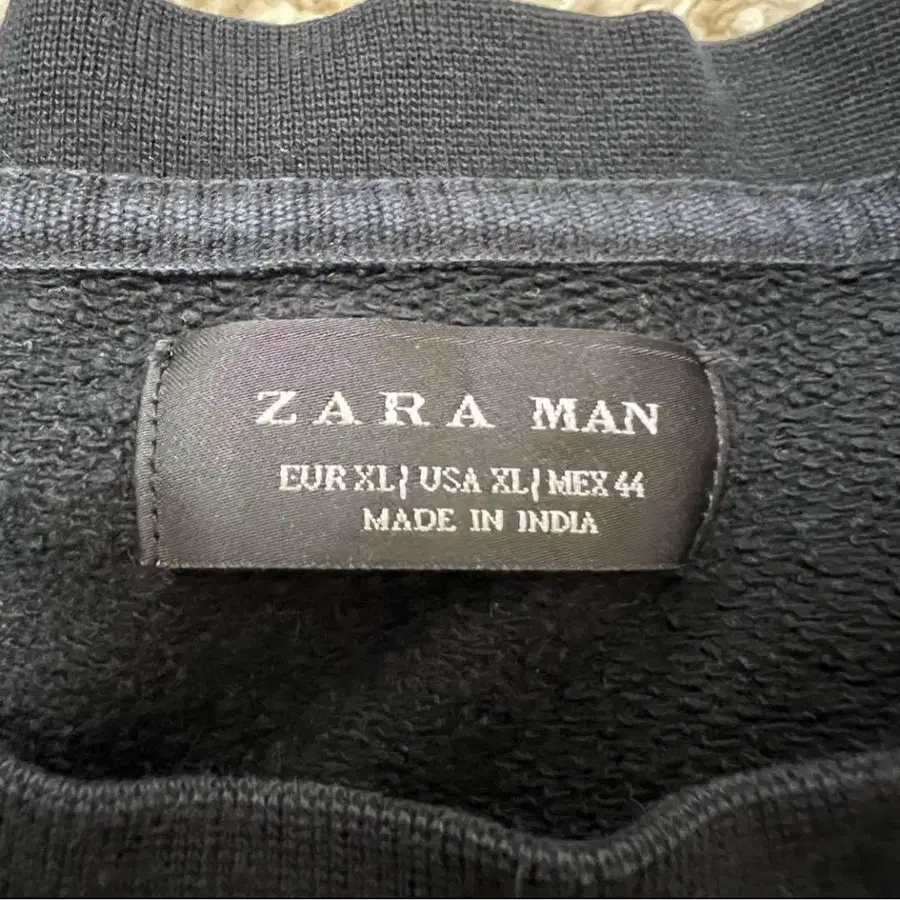 ZARA MAN
EUR XL| USA XL| MEX 44
MADE IN INDIA